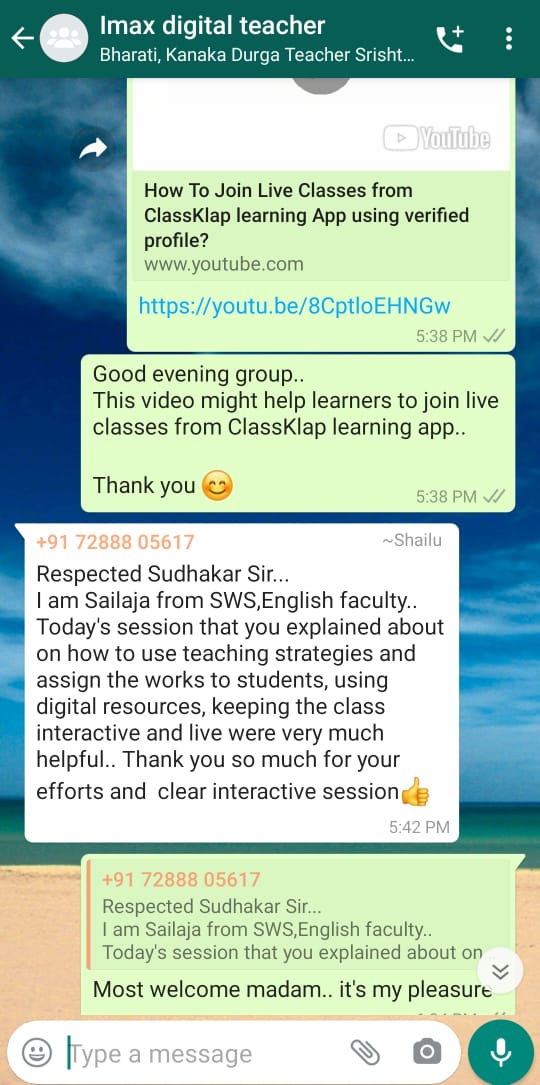 Imax digital teacher
Bharati, Kanaka Durga Teacher Srisht...
YouTube
How To Join Live Classes from
ClassKlap learning App using verified
profile?
www.youtube.com
https://youtu.be/8CptloEHNGw
5:38 PM
Good evening group..
This video might help learners to join live
classes from ClassKlap learning app..
Thank you 😊
5:38 PM
+91 72888 05617
~Shailu
Respected Sudhakar Sir...
I am Sailaja from SWS,English faculty..
Today's session that you explained about
on how to use teaching strategies and
assign the works to students, using
digital resources, keeping the class
interactive and live were very much
helpful.. Thank you so much for your
efforts and clear interactive session👍
5:42 PM
+91 72888 05617
Respected Sudhakar Sir...
I am Sailaja from SWS,English faculty..
Today's session that you explained about on...
Most welcome madam.. it's my pleasure
Type a message